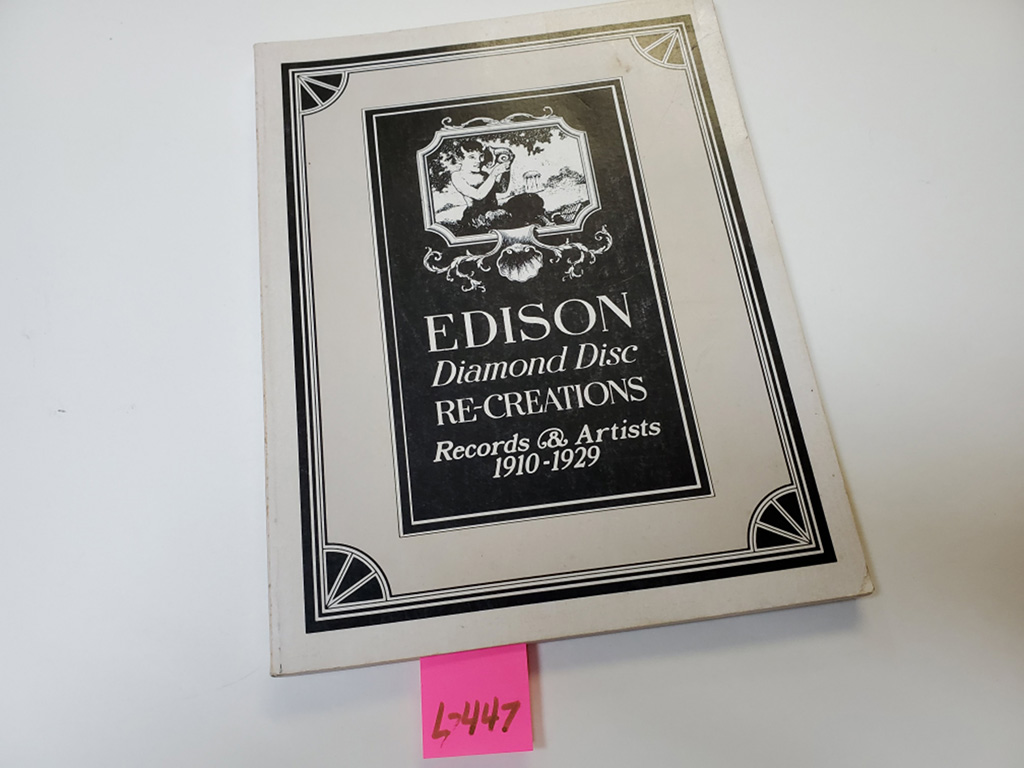 EDISON
Diamond Disc
RE-CREATIONS
Records & Artists
1910-1929
L-447